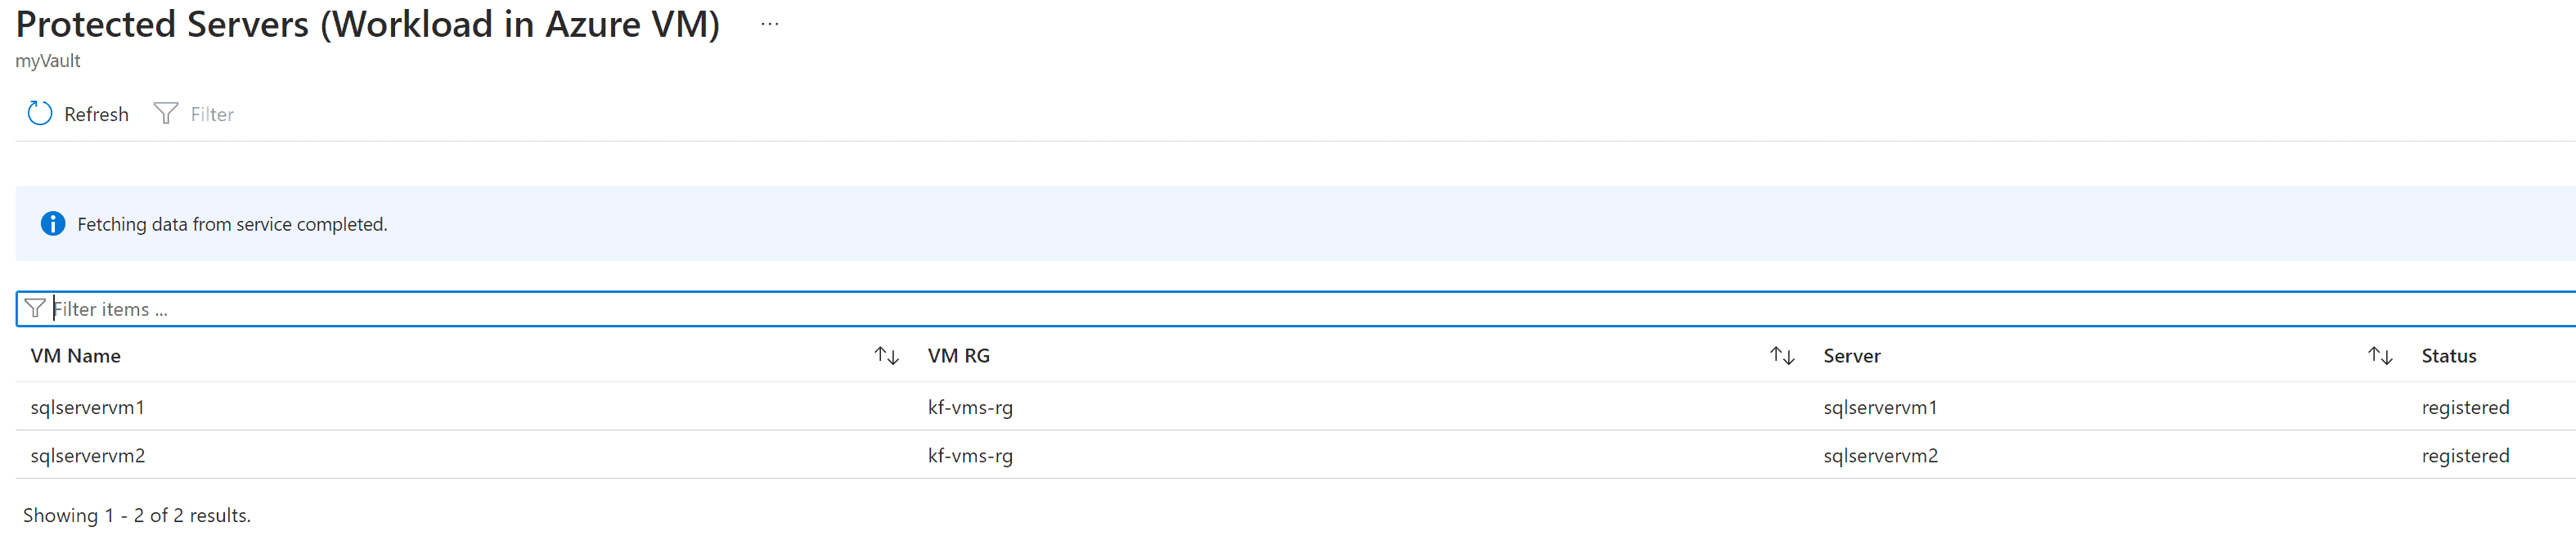 Protected Servers (Workload in Azure VM) ...
myVault
Refresh Filter
Fetching data from service completed.
Filter items ...
VM Name VM RG Server Status
sqlservervm1 kf-vms-rg sqlservervm1 registered
sqlservervm2 kf-vms-rg sqlservervm2 registered
Showing 1 - 2 of 2 results.